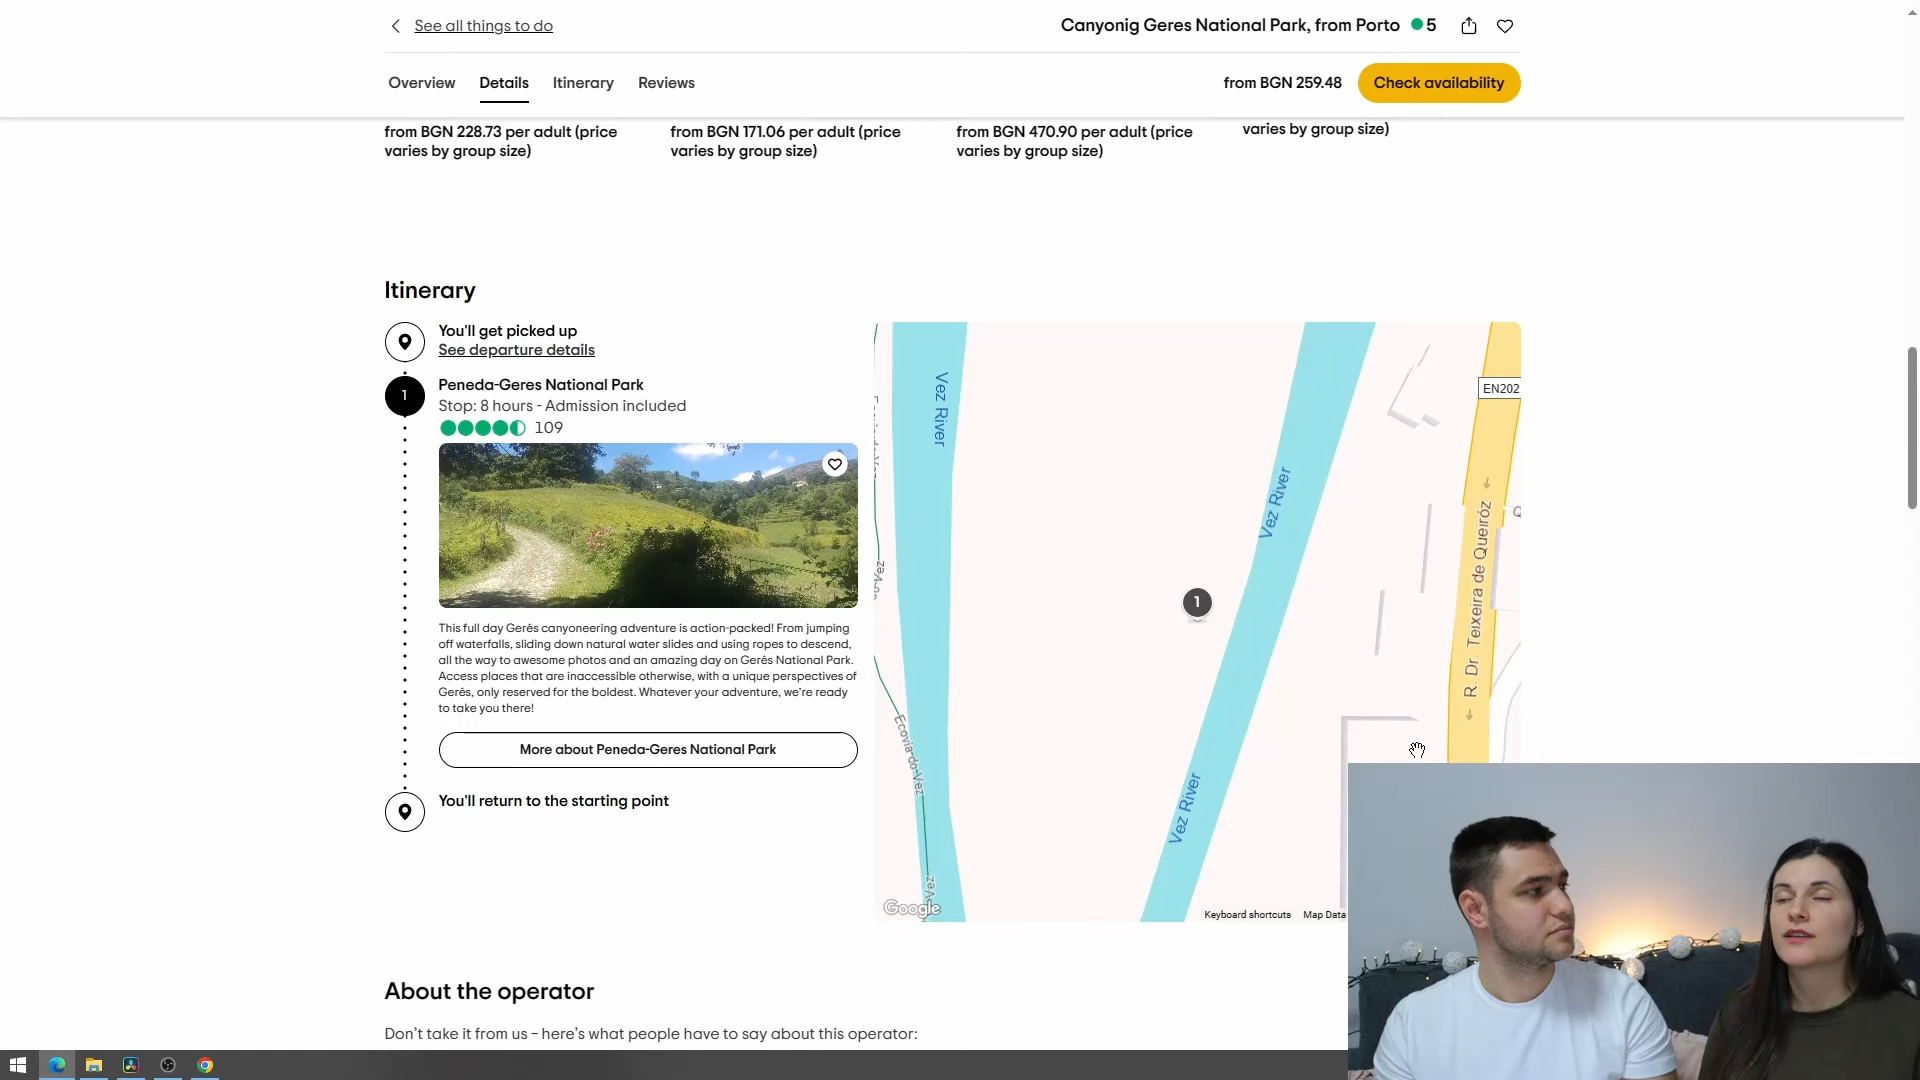 See all things to do
Canyonig Geres National Park, from Porto 5
Overview Details Itinerary Reviews
from BGN 259.48 Check availability
from BGN 228.73 per adult (price
varies by group size)
from BGN 171.06 per adult (price
varies by group size)
from BGN 470.90 per adult (price
varies by group size)
varies by group size)
Itinerary
You'll get picked up
See departure details
1
Peneda-Geres National Park
Stop: 8 hours - Admission included
109
This full day Gerês canyoneering adventure is action-packed! From jumping
off waterfalls, sliding down natural water slides and using ropes to descend,
all the way to awesome photos and an amazing day on Gerês National Park.
Access places that are inaccessible otherwise, with a unique perspectives of
Gerês, only reserved for the boldest. Whatever your adventure, we’re ready
to take you there!
More about Peneda-Geres National Park
You'll return to the starting point
Vez River
Vez River
Vez River
EN202
R. Dr. Teixeira de Queiróz
1
Ecovia do Vez
Google
Keyboard shortcuts
Map Data
About the operator
Don’t take it from us – here’s what people have to say about this operator: